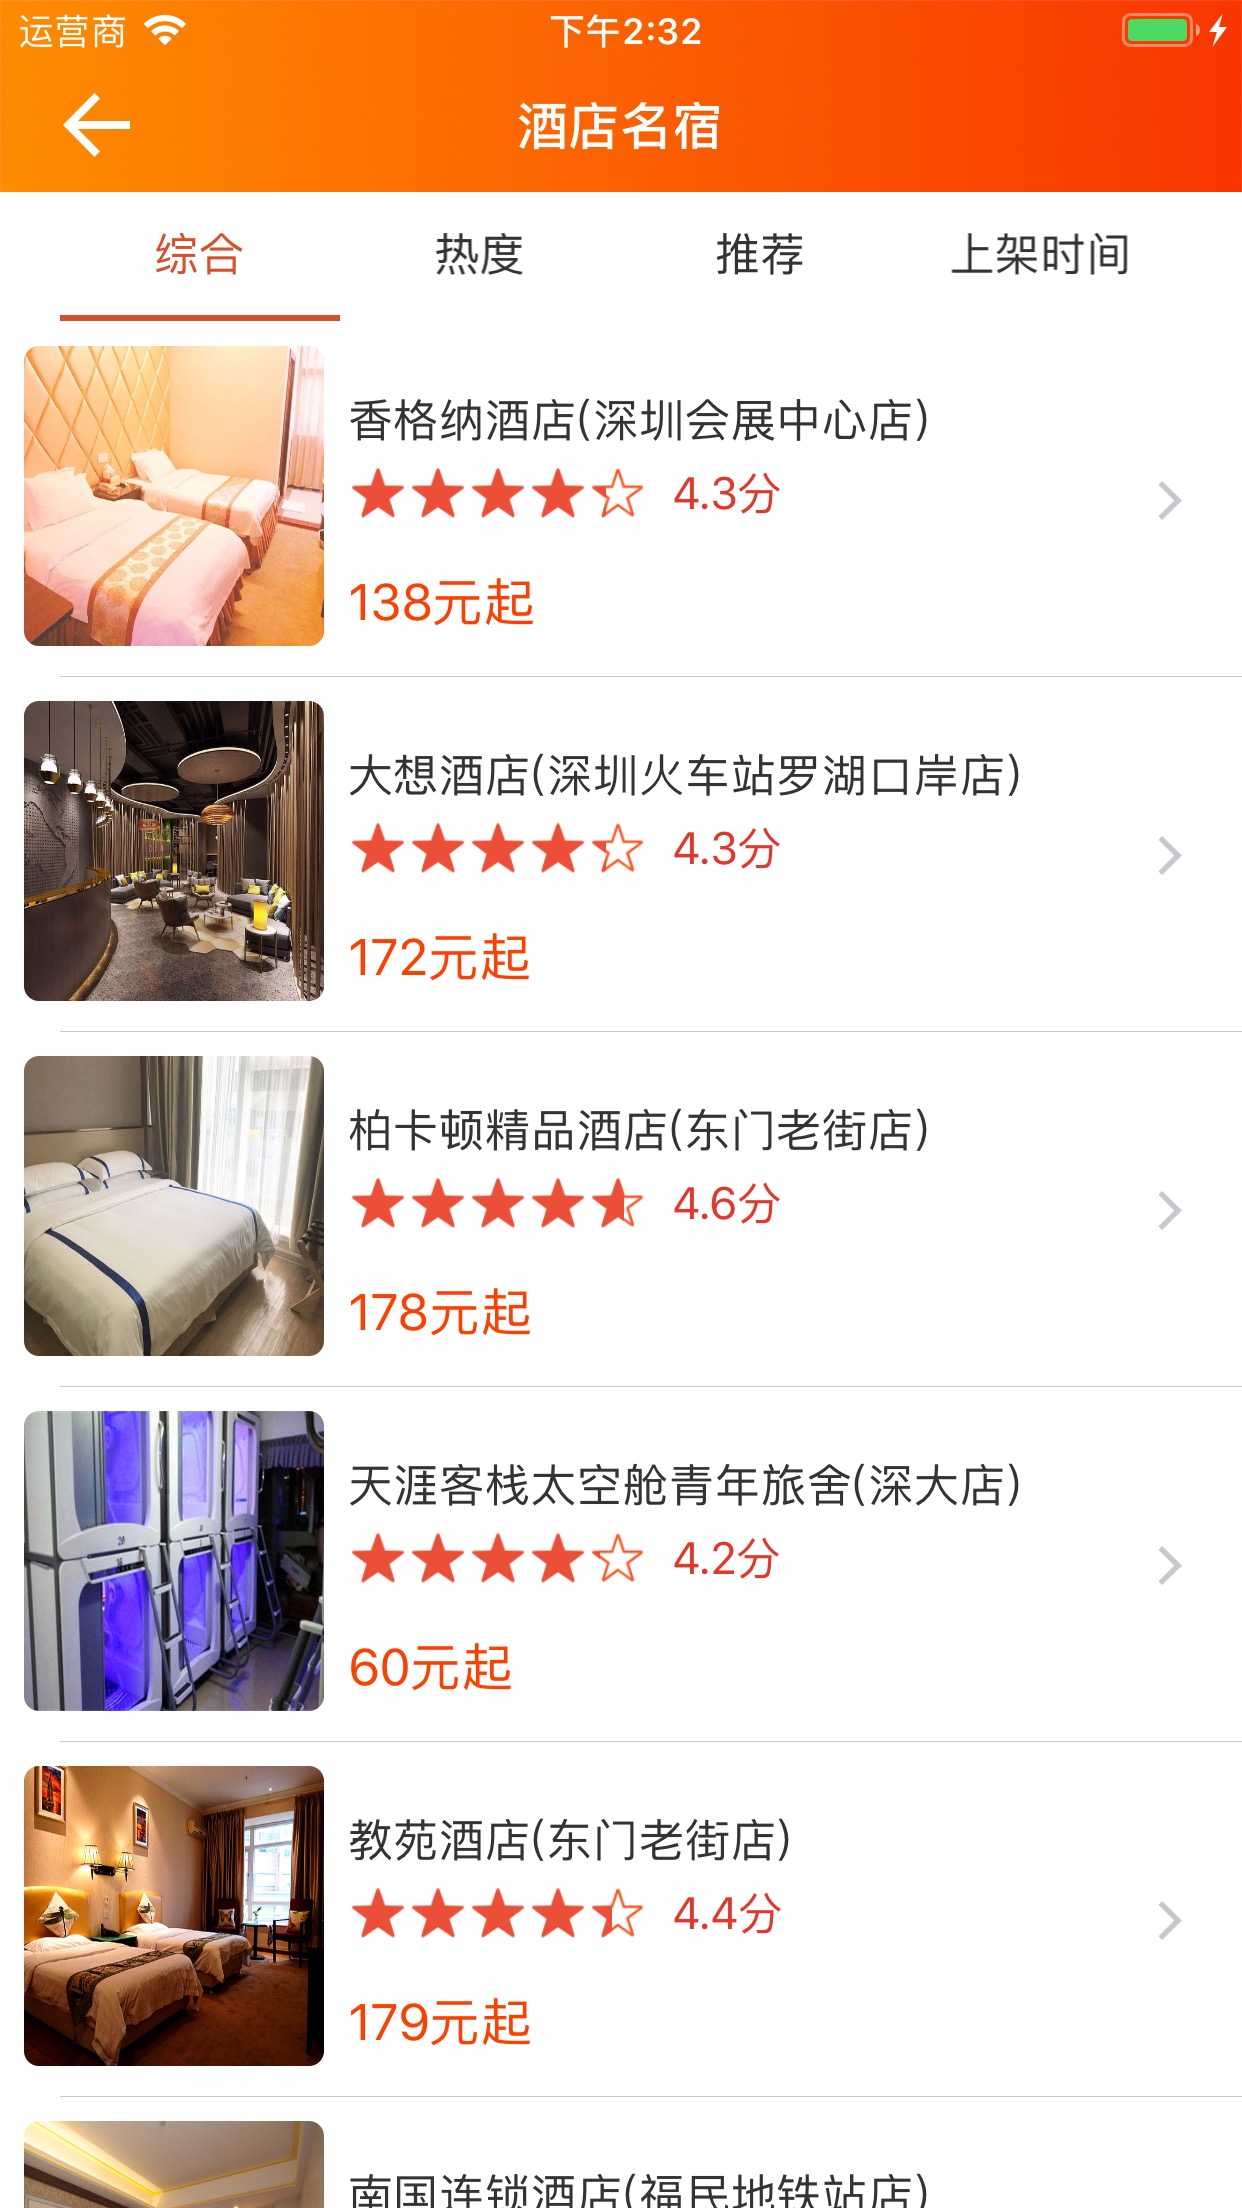 运营商
下午2:32
酒店名宿
综合 热度 推荐 上架时间
香格纳酒店(深圳会展中心店)
4.3分
138元起
大想酒店(深圳火车站罗湖口岸店)
4.3分
172元起
柏卡顿精品酒店(东门老街店)
4.6分
178元起
天涯客栈太空舱青年旅舍(深大店)
4.2分
60元起
教苑酒店(东门老街店)
4.4分
179元起
南国连锁酒店(福民地铁站店)